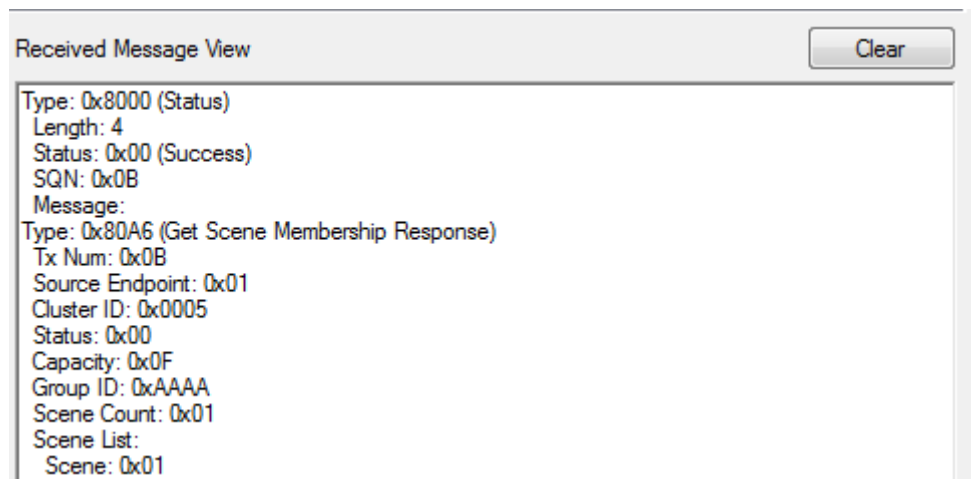 Received Message View
Clear
Type: 0x8000 (Status)
Length: 4
Status: 0x00 (Success)
SQN: 0x0B
Message:
Type: 0x80A6 (Get Scene Membership Response)
Tx Num: 0x0B
Source Endpoint: 0x01
Cluster ID: 0x0005
Status: 0x00
Capacity: 0x0F
Group ID: 0xAAAA
Scene Count: 0x01
Scene List:
Scene: 0x01